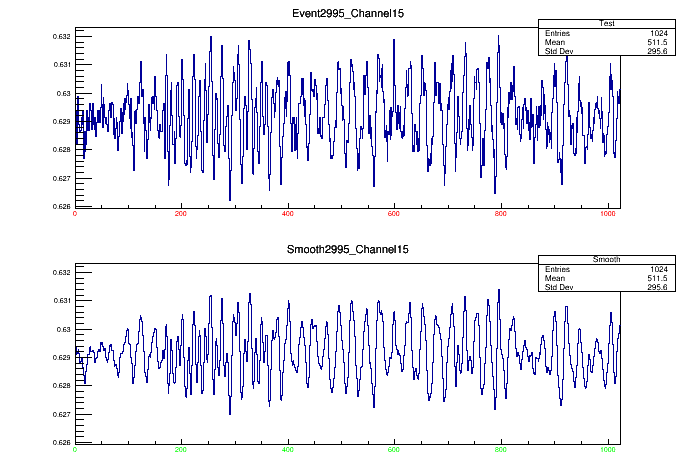 Event2995_Channel15
Test
Entries 1024
Mean 511.5
Std Dev 295.6
0.632
0.631
0.63
0.629
0.628
0.627
0.626
0 200 400 600 800 1000
Smooth2995_Channel15
Smooth
Entries 1024
Mean 511.5
Std Dev 295.6
0.632
0.631
0.63
0.629
0.628
0.627
0.626
0 200 400 600 800 1000